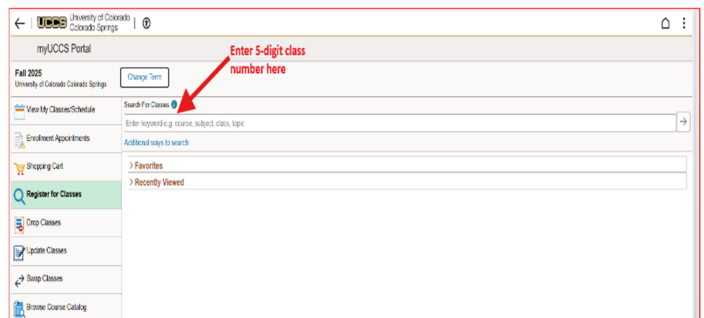 UCCS University of Colorado
Colorado Springs
myUCCS Portal
Enter 5-digit class
number here
Fall 2025
University of Colorado Colorado Springs
Change Term
View My Classes/Schedule
Search For Classes
Enter keyword e.g. course, subject, class, topic
Additional ways to search
Enrollment Appointments
Shopping Cart
Favorites
Recently Viewed
Register for Classes
Drop Classes
Update Classes
Swap Classes
Browse Course Catalog